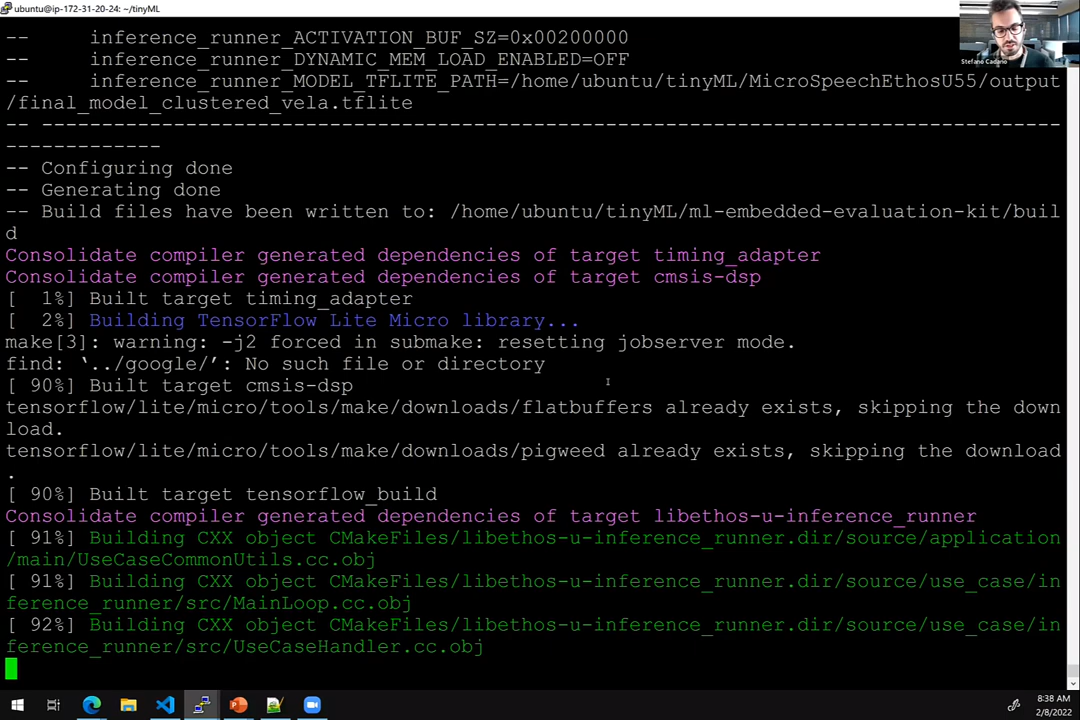 ubuntu@ip-172-31-20-24: ~/tinyML
--     inference_runner_ACTIVATION_BUF_SZ=0x00200000
--     inference_runner_DYNAMIC_MEM_LOAD_ENABLED=OFF
--     inference_runner_MODEL_TFLITE_PATH=/home/ubuntu/tinyML/MicroSpeechEthosU55/output
/final_model_clustered_vela.tflite
-- -----------------------------------------------------------------------------------
-------------
-- Configuring done
-- Generating done
-- Build files have been written to: /home/ubuntu/tinyML/ml-embedded-evaluation-kit/buil
d
Consolidate compiler generated dependencies of target timing_adapter
Consolidate compiler generated dependencies of target cmsis-dsp
[  1%] Built target timing_adapter
[  2%] Building TensorFlow Lite Micro library...
make[3]: warning: -j2 forced in submake: resetting jobserver mode.
find: ‘../google/’: No such file or directory
[ 90%] Built target cmsis-dsp
tensorflow/lite/micro/tools/make/downloads/flatbuffers already exists, skipping the down
load.
tensorflow/lite/micro/tools/make/downloads/pigweed already exists, skipping the download
.
[ 90%] Built target tensorflow_build
Consolidate compiler generated dependencies of target libethos-u-inference_runner
[ 91%] Building CXX object CMakeFiles/libethos-u-inference_runner.dir/source/application
/main/UseCaseCommonUtils.cc.obj
[ 91%] Building CXX object CMakeFiles/libethos-u-inference_runner.dir/source/use_case/in
ference_runner/src/MainLoop.cc.obj
[ 92%] Building CXX object CMakeFiles/libethos-u-inference_runner.dir/source/use_case/in
ference_runner/src/UseCaseHandler.cc.obj
Stefano Cadario
8:38 AM
2/8/2022